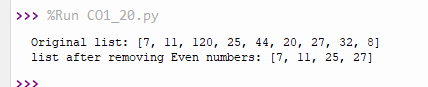 >>> %Run CO1_20.py
Original list: [7, 11, 120, 25, 44, 20, 27, 32, 8]
list after removing Even numbers: [7, 11, 25, 27]
>>>